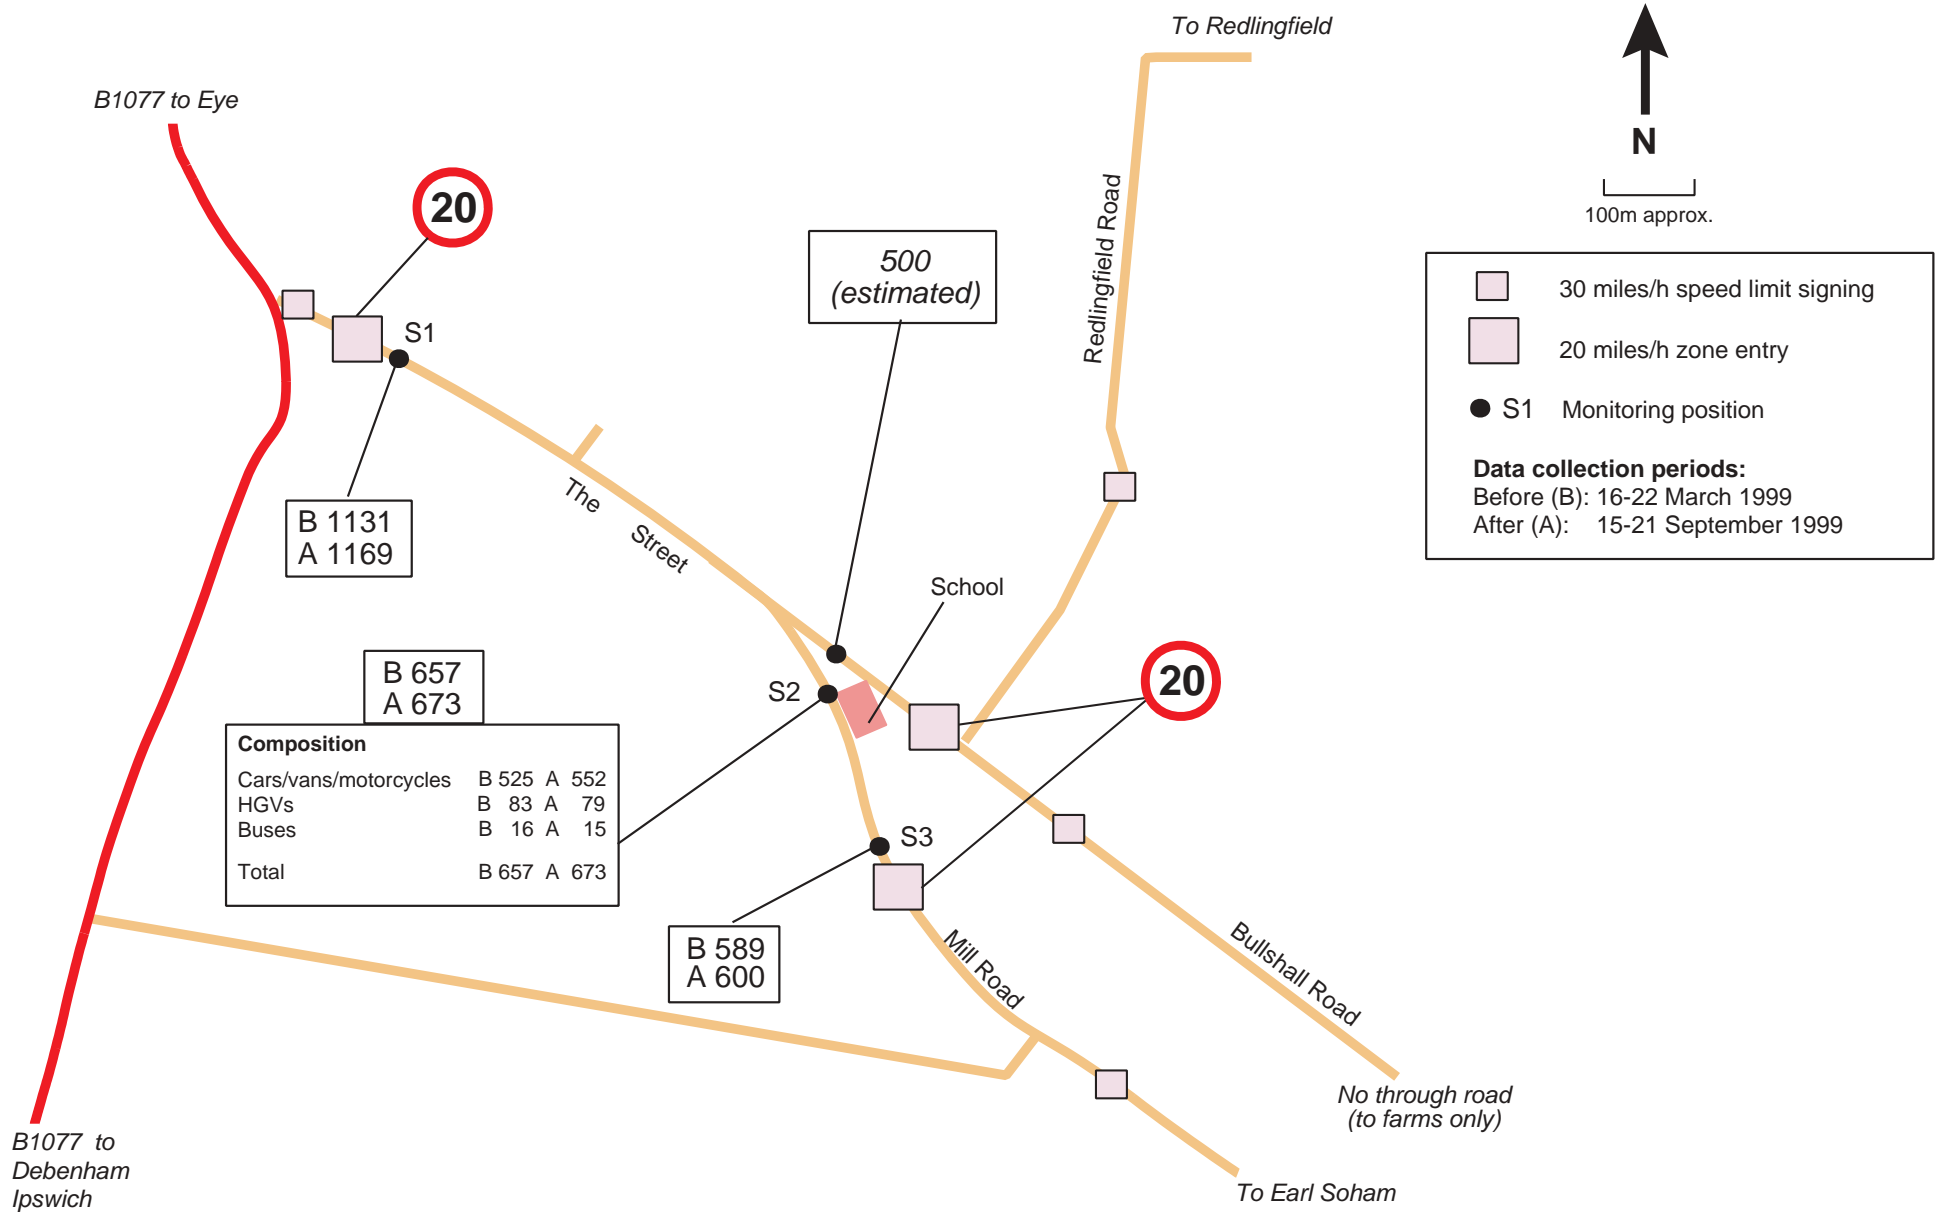 To Redlingfield
B1077 to Eye
N
100m approx.
20
500
(estimated)
Redlingfield Road
30 miles/h speed limit signing
20 miles/h zone entry
S1 Monitoring position
Data collection periods:
Before (B): 16-22 March 1999
After (A): 15-21 September 1999
S1
B 1131
A 1169
The Street
School
B 657
A 673
S2
20
Composition
Cars/vans/motorcycles B 525 A 552
HGVs B 83 A 79
Buses B 16 A 15
Total B 657 A 673
S3
B 589
A 600
Mill Road
Bullshall Road
No through road
(to farms only)
B1077 to
Debenham
Ipswich
To Earl Soham